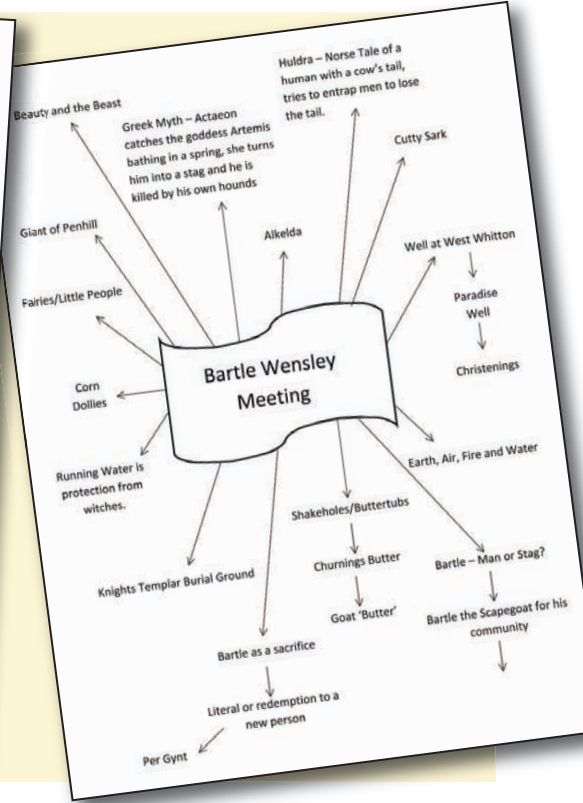 Huldra – Norse Tale of a
human with a cow's tail,
tries to entrap men to lose
the tail.
Beauty and the Beast
Greek Myth – Actaeon
catches the goddess Artemis
bathing in a spring, she turns
him into a stag and he is
killed by his own hounds
Cutty Sark
Giant of Penhill
Alkelda
Well at West Whitton
Paradise
Well
Christenings
Fairies/Little People
Bartle Wensley
Meeting
Corn
Dollies
Running Water is
protection from
witches.
Earth, Air, Fire and Water
Shakeholes/Buttertubs
Churnings Butter
Goat 'Butter'
Bartle – Man or Stag?
Bartle the Scapegoat for his
community
Knights Templar Burial Ground
Bartle as a sacrifice
Literal or redemption to a
new person
Per Gynt